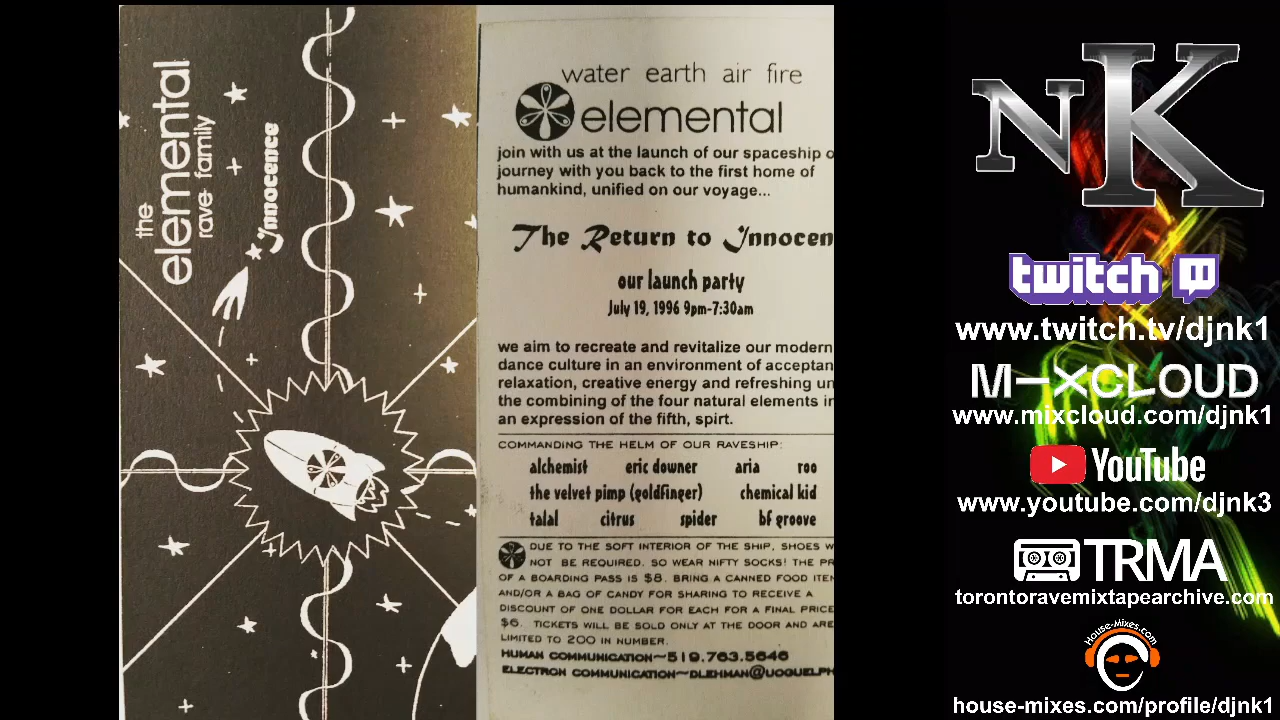 the
elemental
rave family
Innocence
water earth air fire
elemental
join with us at the launch of our spaceship o
journey with you back to the first home of
humankind, unified on our voyage...
The Return to Innocen
our launch party
July 19, 1996 9pm-7:30am
we aim to recreate and revitalize our modern
dance culture in an environment of acceptan
relaxation, creative energy and refreshing un
the combining of the four natural elements in
an expression of the fifth, spirt.
COMMANDING THE HELM OF OUR RAVESHIP:
alchemist eric downer aria roo
the velvet pimp (goldfinger) chemical kid
talal citrus spider bf groove
DUE TO THE SOFT INTERIOR OF THE SHIP, SHOES W
NOT BE REQUIRED. SO WEAR NIFTY SOCKS! THE PR
OF A BOARDING PASS IS $8. BRING A CANNED FOOD ITEM
AND/OR A BAG OF CANDY FOR SHARING TO RECEIVE A
DISCOUNT OF ONE DOLLAR FOR EACH FOR A FINAL PRICE
$6. TICKETS WILL BE SOLD ONLY AT THE DOOR AND ARE
LIMITED TO 200 IN NUMBER.
HUMAN COMMUNICATION~519.763.5646
ELECTRON COMMUNICATION~DLEHMAN@UOGUELPH
NK
twitch
www.twitch.tv/djnk1
MIXCLOUD
www.mixcloud.com/djnk1
YouTube
www.youtube.com/djnk3
TRMA
torontoravemixtapearchive.com
House-Mixes.com
house-mixes.com/profile/djnk1